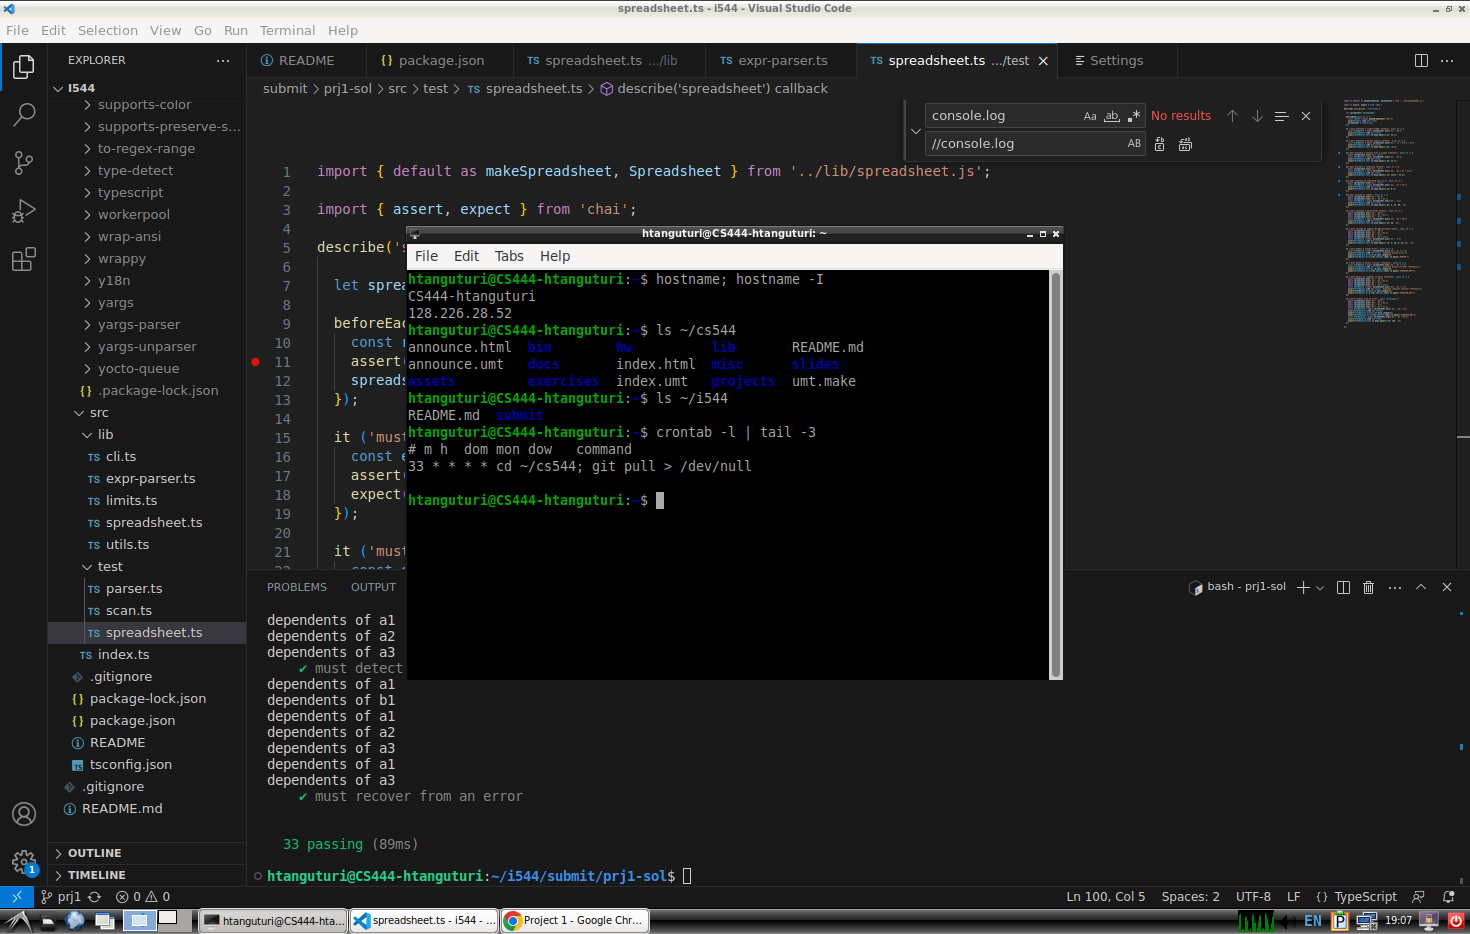 spreadsheet.ts - i544 - Visual Studio Code
File Edit Selection View Go Run Terminal Help
EXPLORER
I544
supports-color
supports-preserve-s...
to-regex-range
type-detect
typescript
workerpool
wrap-ansi
wrappy
y18n
yargs
yargs-parser
yargs-unparser
yocto-queue
{} .package-lock.json
src
lib
TS cli.ts
TS expr-parser.ts
TS limits.ts
TS spreadsheet.ts
TS utils.ts
test
TS parser.ts
TS scan.ts
TS spreadsheet.ts
TS index.ts
.gitignore
{} package-lock.json
{} package.json
README
TS tsconfig.json
.gitignore
README.md
OUTLINE
TIMELINE
README
{} package.json
TS spreadsheet.ts .../lib
TS expr-parser.ts
TS spreadsheet.ts .../test
Settings
submit > prj1-sol > src > test > TS spreadsheet.ts > describe('spreadsheet') callback
console.log Aa ab .* No results
//console.log AB
1 import { default as makeSpreadsheet, Spreadsheet } from '../lib/spreadsheet.js';
2
3 import { assert, expect } from 'chai';
4
5 describe('s
6
7 let sprea
8
9 beforeEac
10 const r
11 assert(
12 spreads
13 });
14
15 it ('must
16 const e
17 assert(
18 expect(
19 });
20
21 it ('must
htanguturi@CS444-htanguturi: ~
File Edit Tabs Help
htanguturi@CS444-htanguturi:~$ hostname; hostname -I
CS444-htanguturi
128.226.28.52
htanguturi@CS444-htanguturi:~$ ls ~/cs544
announce.html bin hw lib README.md
announce.umt docs index.html misc slides
assets exercises index.umt projects umt.make
htanguturi@CS444-htanguturi:~$ ls ~/i544
README.md submit
htanguturi@CS444-htanguturi:~$ crontab -l | tail -3
# m h  dom mon dow   command
33 * * * * cd ~/cs544; git pull > /dev/null
htanguturi@CS444-htanguturi:~$
PROBLEMS OUTPUT
bash - prj1-sol
dependents of a1
dependents of a2
dependents of a3
✔ must detect
dependents of a1
dependents of b1
dependents of a1
dependents of a2
dependents of a3
dependents of a1
dependents of a3
✔ must recover from an error
33 passing (89ms)
htanguturi@CS444-htanguturi:~/i544/submit/prj1-sol$
1
prj1 0 0
Ln 100, Col 5 Spaces: 2 UTF-8 LF {} TypeScript
htanguturi@CS444-hta...
spreadsheet.ts - i544 - ...
Project 1 - Google Chr...
EN P 19:07